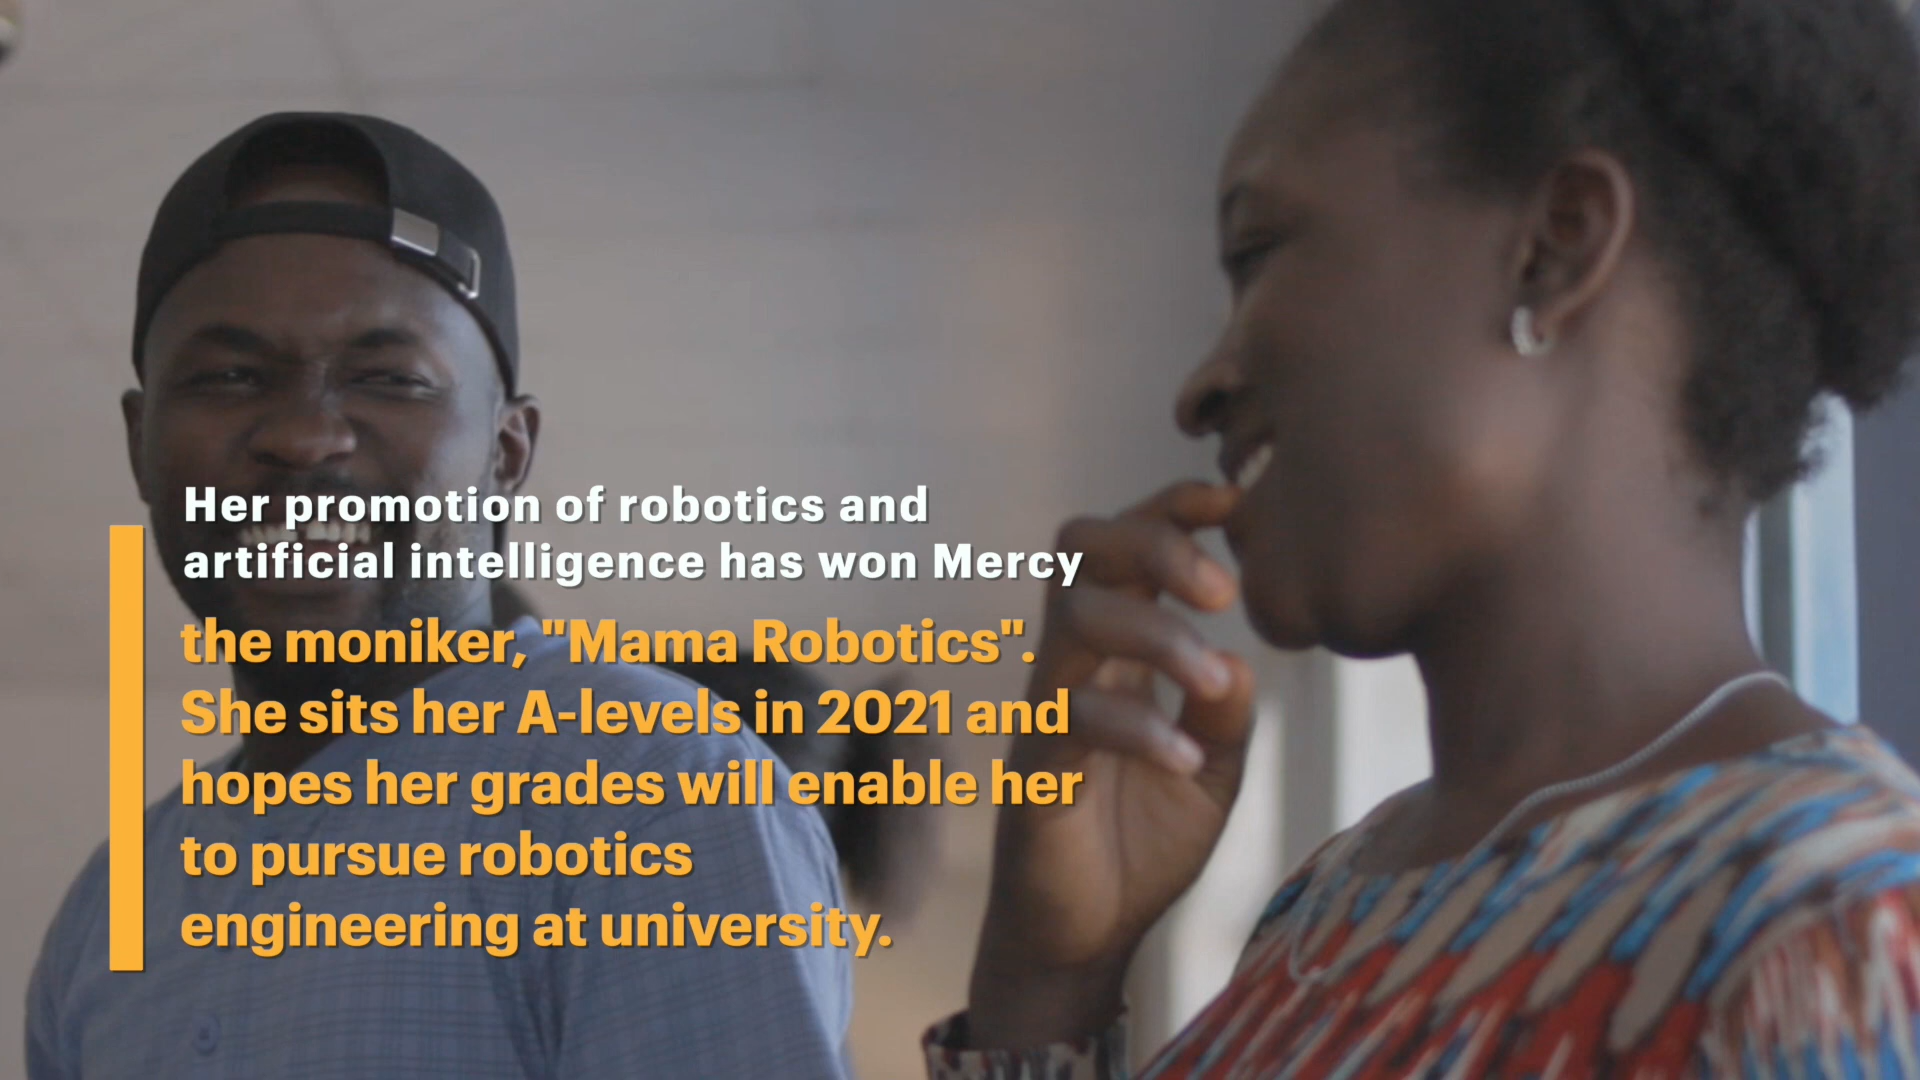 Her promotion of robotics and
artificial intelligence has won Mercy
the moniker, "Mama Robotics".
She sits her A-levels in 2021 and
hopes her grades will enable her
to pursue robotics
engineering at university.